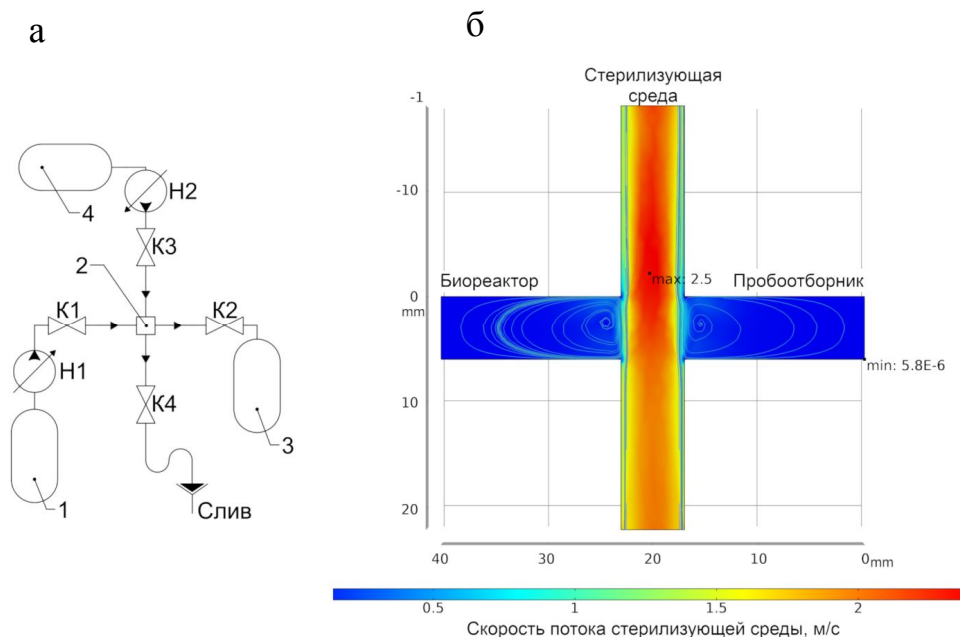 а
б
Н2
4
К3
2
К1
К2
Н1
К4
3
1
Слив
Стерилизующая
среда
-1
-10
Биореактор
max: 2.5
Пробоотборник
0
mm
min: 5.8E-6
10
20
40
30
20
10
0mm
0.5
1
1.5
2
Скорость потока стерилизующей среды, м/с